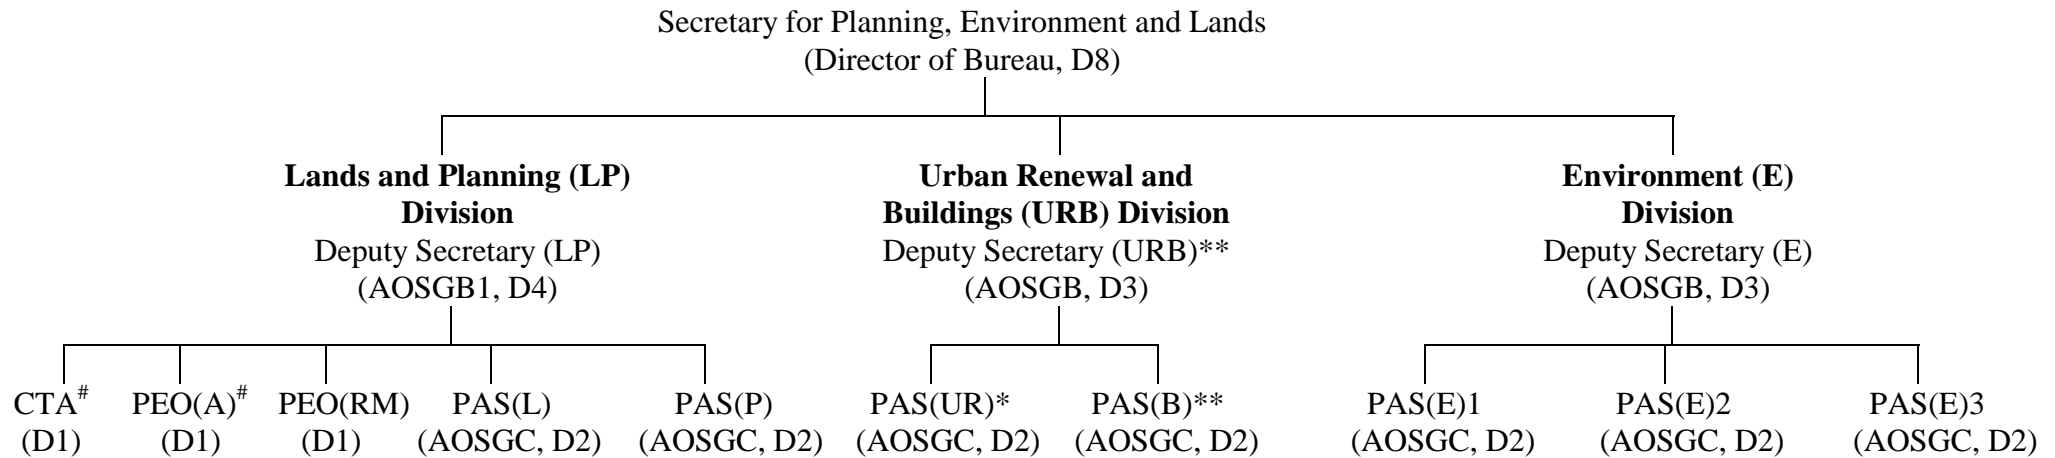 Secretary for Planning, Environment and Lands
(Director of Bureau, D8)
Lands and Planning (LP)
Division
Deputy Secretary (LP)
(AOSGB1, D4)
Urban Renewal and
Buildings (URB) Division
Deputy Secretary (URB)**
(AOSGB, D3)
Environment (E)
Division
Deputy Secretary (E)
(AOSGB, D3)
CTA#
(D1)
PEO(A)#
(D1)
PEO(RM)
(D1)
PAS(L)
(AOSGC, D2)
PAS(P)
(AOSGC, D2)
PAS(UR)*
(AOSGC, D2)
PAS(B)**
(AOSGC, D2)
PAS(E)1
(AOSGC, D2)
PAS(E)2
(AOSGC, D2)
PAS(E)3
(AOSGC, D2)